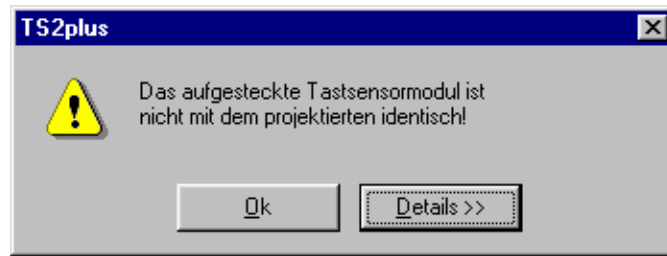 TS2plus
Das aufgesteckte Tastsensormodul ist
nicht mit dem projektierten identisch!
Ok
Details >>